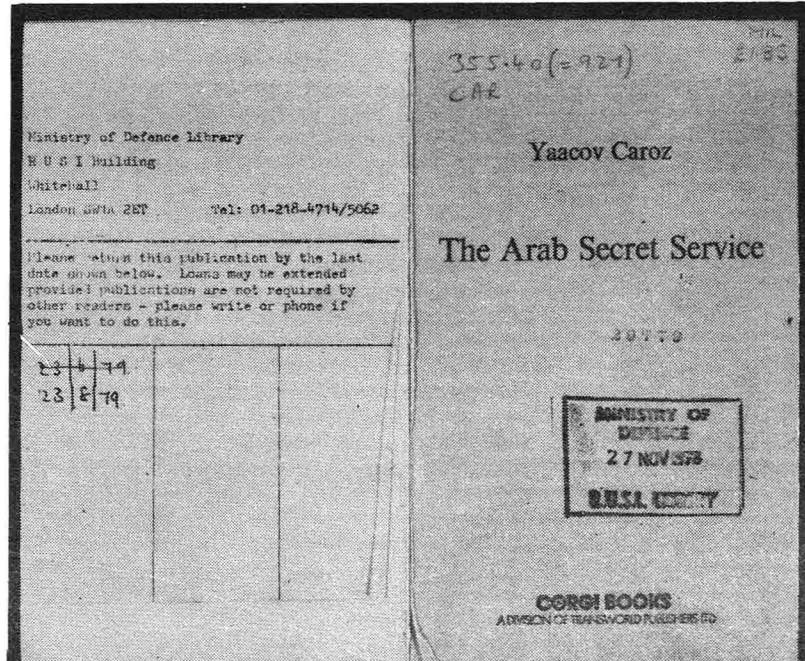 Ministry of Defence Library
R U S I Building
Whitehall
London SW1A 2ET Tel: 01-218-4714/5062
Please return this publication by the last
date shown below. Loans may be extended
provided publications are not required by
other readers - please write or phone if
you want to do this.
23 6 79
23 8 79
MIL
355.40(=927)
CAR
Yaacov Caroz
The Arab Secret Service
MINISTRY OF
DEFENCE
27 NOV 1978
R.U.S.I. LIBRARY
CORGI BOOKS
A DIVISION OF TRANSWORLD PUBLISHERS LTD